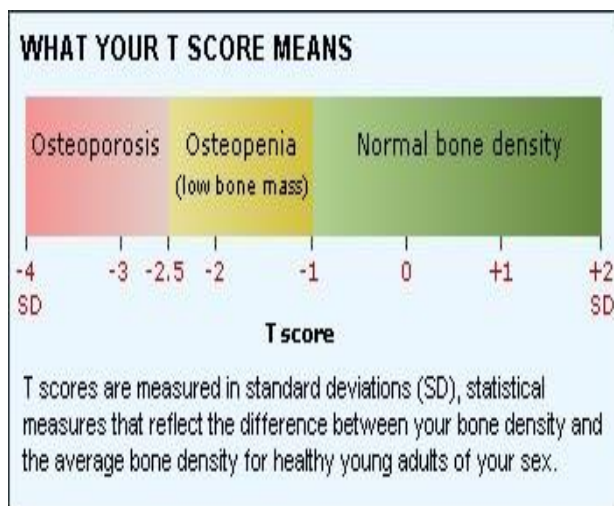 WHAT YOUR T SCORE MEANS
Osteoporosis Osteopenia Normal bone density
(low bone mass)
-4 -3 -2.5 -2 -1 0 +1 +2
SD SD
T score
T scores are measured in standard deviations (SD), statistical
measures that reflect the difference between your bone density and
the average bone density for healthy young adults of your sex.